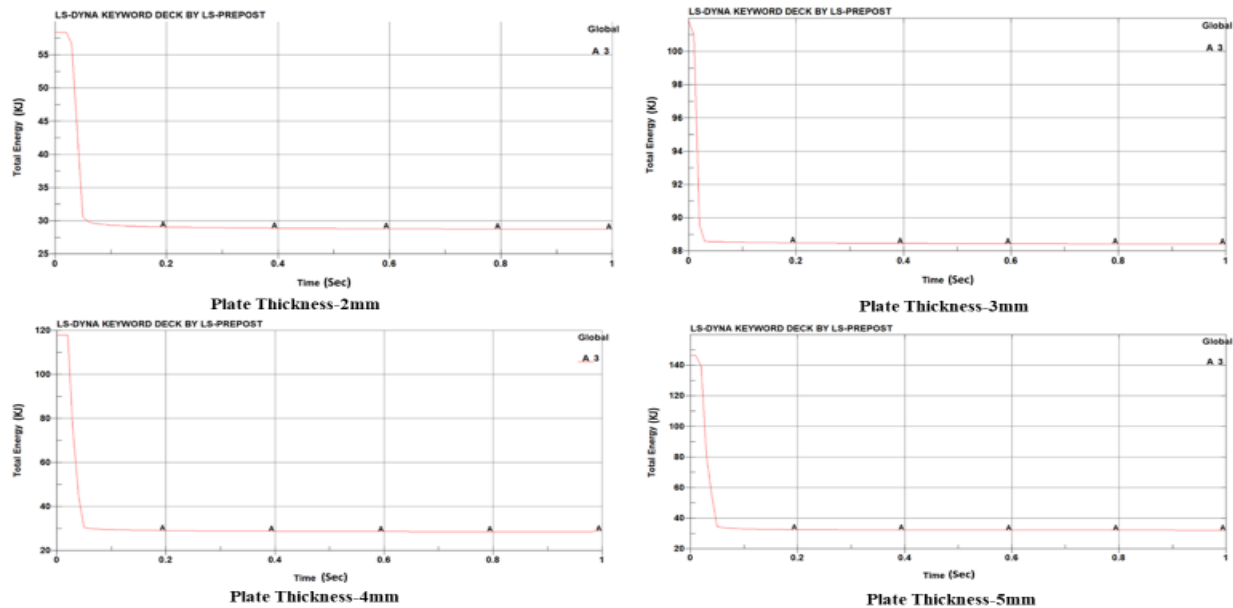 LS-DYNA KEYWORD DECK BY LS-PREPOST
Global
A 3
Total Energy (KJ)
55
50
45
40
35
30
25
A A A A A
0 0.2 0.4 0.6 0.8 1
Time (Sec)
Plate Thickness-2mm
LS-DYNA KEYWORD DECK BY LS-PREPOST
Global
A 3
Total Energy (KJ)
102
100
98
96
94
92
90
88
A A A A A
0 0.2 0.4 0.6 0.8 1
Time (Sec)
Plate Thickness-3mm
LS-DYNA KEYWORD DECK BY LS-PREPOST
Global
A 3
Total Energy (KJ)
120
100
80
60
40
20
A A A A A
0 0.2 0.4 0.6 0.8 1
Time (Sec)
Plate Thickness-4mm
LS-DYNA KEYWORD DECK BY LS-PREPOST
Global
A 3
Total Energy (KJ)
140
120
100
80
60
40
20
A A A A A
0 0.2 0.4 0.6 0.8 1
Time (Sec)
Plate Thickness-5mm